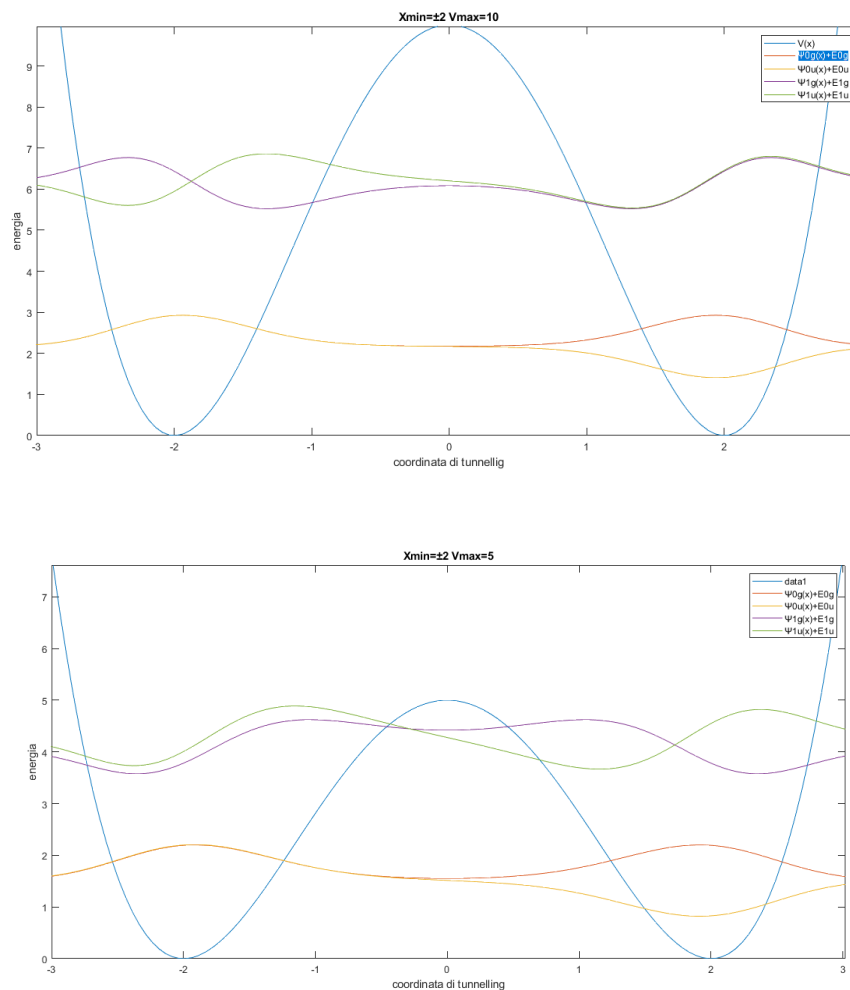 Xmin=±2 Vmax=10
V(x)
Ψ0g(x)+E0g
Ψ0u(x)+E0u
Ψ1g(x)+E1g
Ψ1u(x)+E1u
energia
9
8
7
6
5
4
3
2
1
0
-3 -2 -1 0 1 2
coordinata di tunnellig
Xmin=±2 Vmax=5
data1
Ψ0g(x)+E0g
Ψ0u(x)+E0u
Ψ1g(x)+E1g
Ψ1u(x)+E1u
energia
7
6
5
4
3
2
1
0
-3 -2 -1 0 1 2 3
coordinata di tunnelling